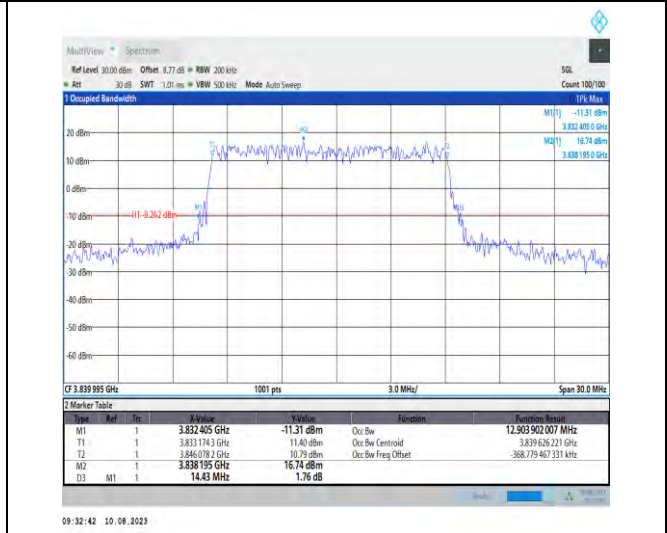 MultiView Spectrum
Ref Level 30.00 dBm Offset 8.77 dB RBW 200 kHz SGL
Att 30 dB SWT 1.01 ms VBW 500 kHz Mode Auto Sweep Count 100/100
1 Occupied Bandwidth 1Pk Max
M1[1] -11.31 dBm
3.832 405 0 GHz
M2[1] 16.74 dBm
3.838 195 0 GHz
20 dBm
M2
T1
T2
10 dBm
0 dBm
M1
D3
-10 dBm
H1 -9.262 dBm
-20 dBm
-30 dBm
-40 dBm
-50 dBm
-60 dBm
CF 3.839 995 GHz 1001 pts 3.0 MHz/ Span 30.0 MHz
2 Marker Table
Type Ref Trc X-Value Y-Value Function Function Result
M1 1 3.832 405 GHz -11.31 dBm Occ Bw 12.903 902 007 MHz
T1 1 3.833 174 3 GHz 11.40 dBm Occ Bw Centroid 3.839 626 221 GHz
T2 1 3.846 078 2 GHz 10.79 dBm Occ Bw Freq Offset -368.779 467 331 kHz
M2 1 3.838 195 GHz 16.74 dBm
D3 M1 1 14.43 MHz 1.76 dB
Ready
09:32:42 10.08.2023